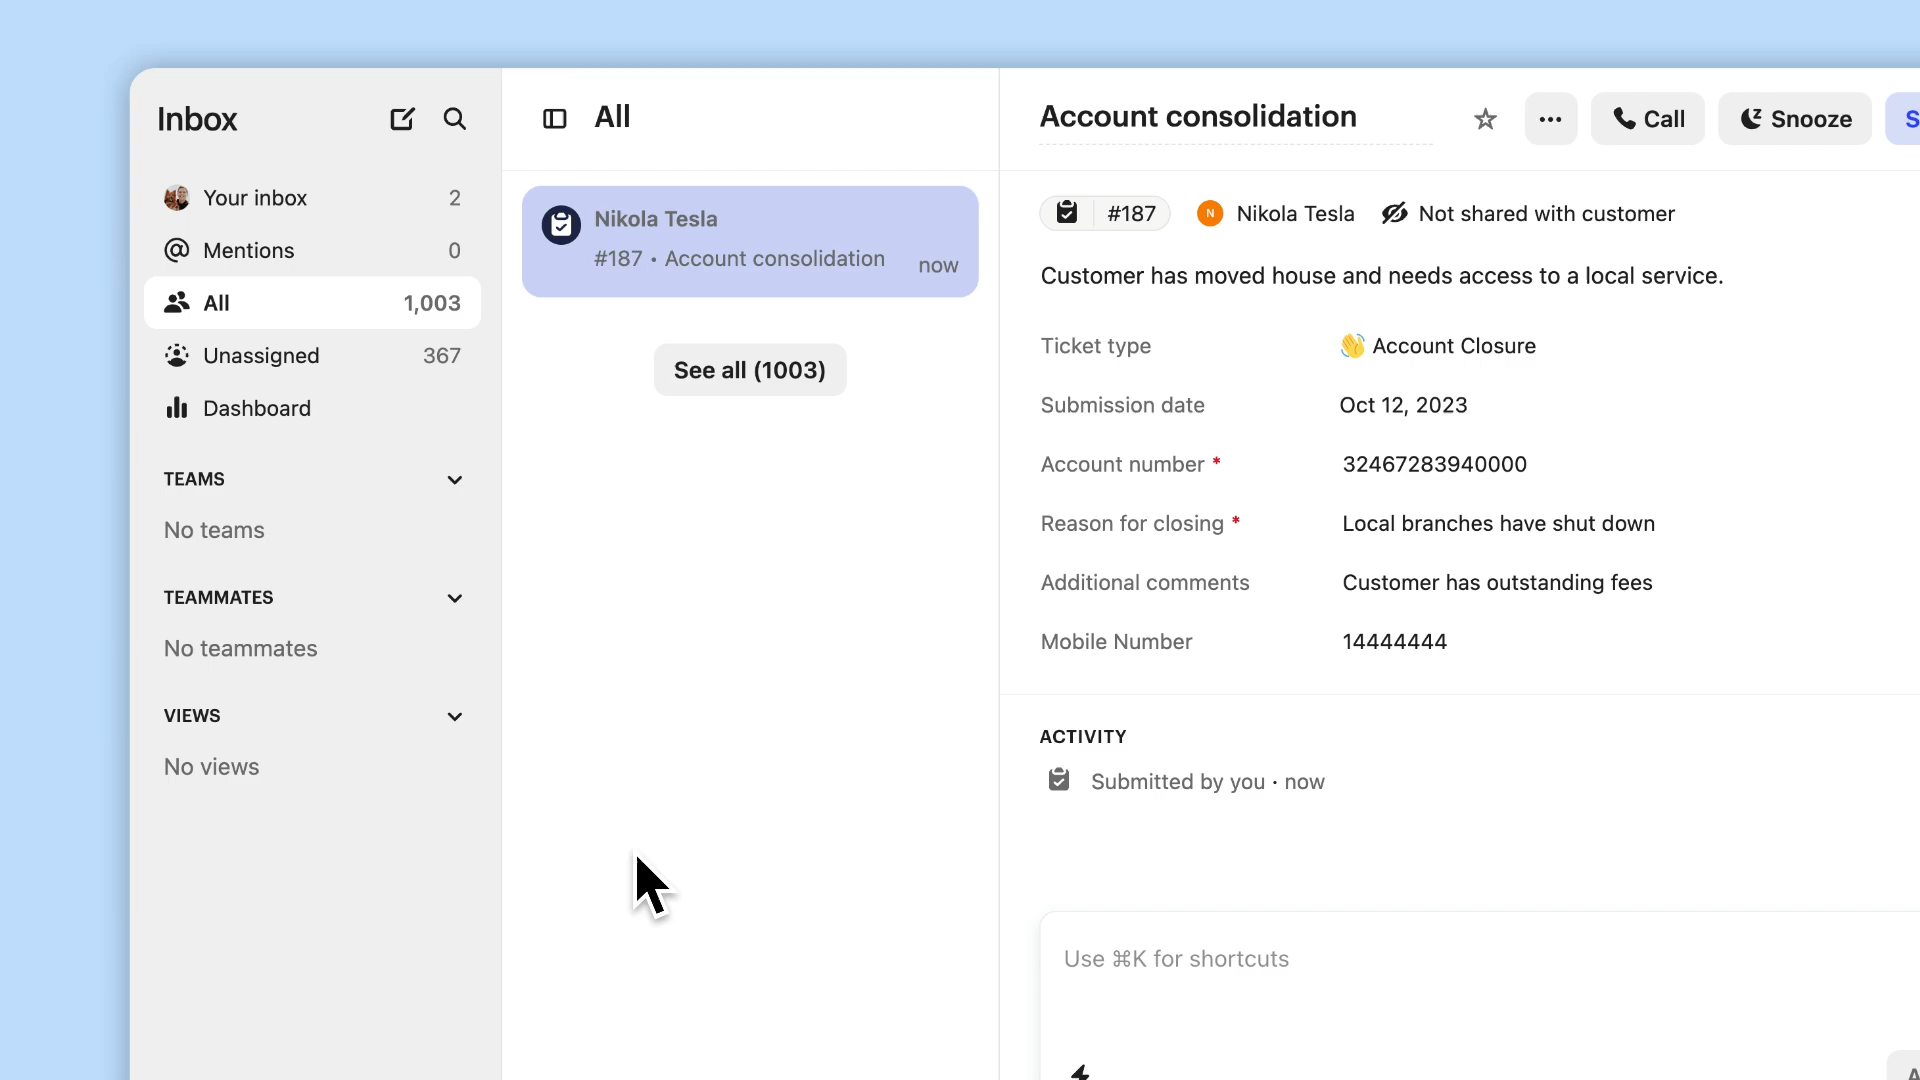 Inbox
Your inbox 2
Mentions 0
All 1,003
Unassigned 367
Dashboard
TEAMS
No teams
TEAMMATES
No teammates
VIEWS
No views
All
Nikola Tesla
#187 • Account consolidation now
See all (1003)
Account consolidation
Call
Snooze
#187
N
Nikola Tesla
Not shared with customer
Customer has moved house and needs access to a local service.
Ticket type 👋 Account Closure
Submission date Oct 12, 2023
Account number * 32467283940000
Reason for closing * Local branches have shut down
Additional comments Customer has outstanding fees
Mobile Number 14444444
ACTIVITY
Submitted by you · now
Use ⌘K for shortcuts